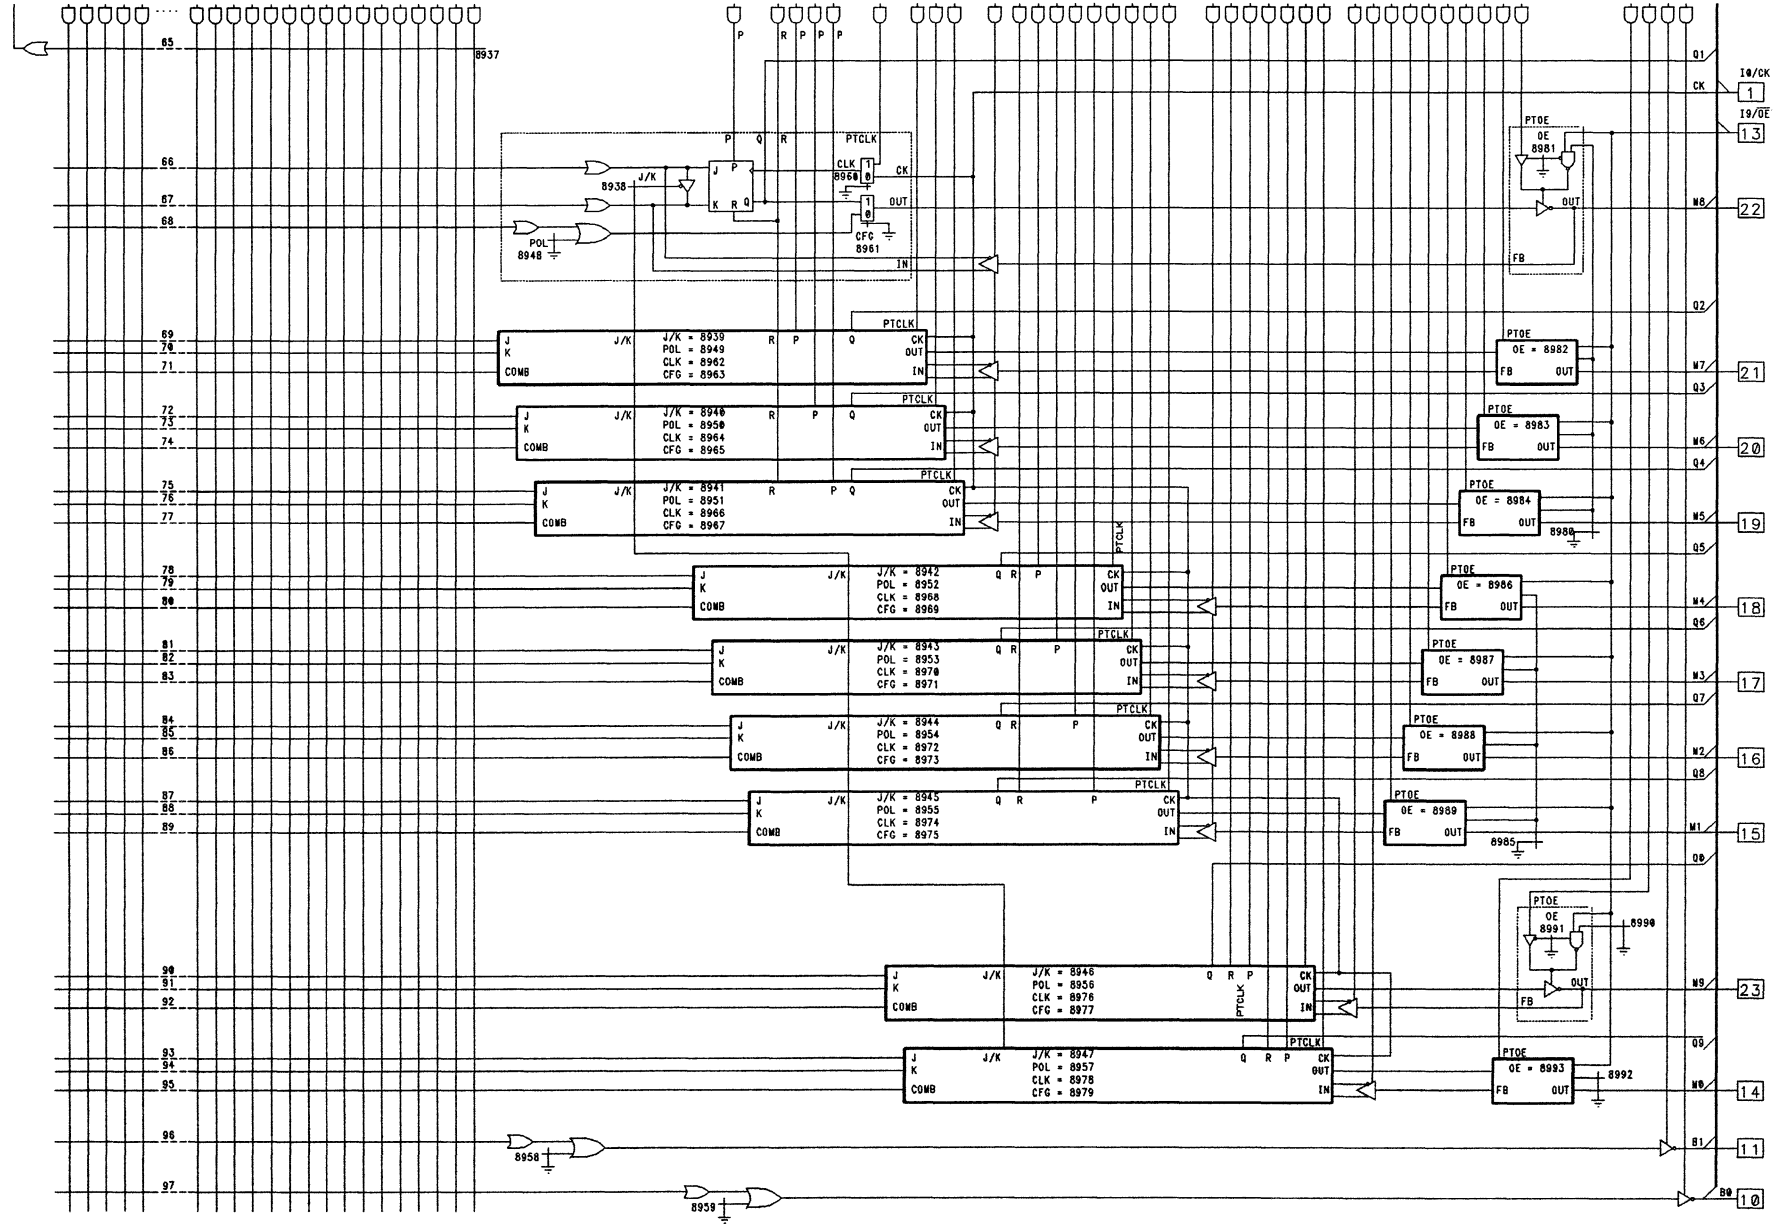 65
8937
P
R P P P
Q1
I0/CK
CK
1
I9/OE
13
P Q R PTCLK
PTOE
OE
8981
66
J P
CLK
8960
1
0
CK
J/K
8938
67
K R Q
1
0
OUT
OUT
M8
22
68
POL
8948
CFG
8961
IN
FB
Q2
PTCLK
PTOE
69
70
71
J
K
COMB
J/K
J/K = 8939
POL = 8949
CLK = 8962
CFG = 8963
R P Q
CK
OUT
IN
OE = 8982
FB OUT
M7
21
Q3
PTCLK
PTOE
72
73
74
J
K
COMB
J/K
J/K = 8940
POL = 8950
CLK = 8964
CFG = 8965
R P Q
CK
OUT
IN
OE = 8983
FB OUT
M6
20
Q4
PTCLK
PTOE
75
76
77
J
K
COMB
J/K
J/K = 8941
POL = 8951
CLK = 8966
CFG = 8967
R P Q
CK
OUT
IN
OE = 8984
FB OUT
M5
19
8980
Q5
PTCLK
PTOE
78
79
80
J
K
COMB
J/K
J/K = 8942
POL = 8952
CLK = 8968
CFG = 8969
Q R P
CK
OUT
IN
OE = 8986
FB OUT
M4
18
Q6
PTCLK
PTOE
81
82
83
J
K
COMB
J/K
J/K = 8943
POL = 8953
CLK = 8970
CFG = 8971
Q R P
CK
OUT
IN
OE = 8987
FB OUT
M3
17
Q7
PTCLK
PTOE
84
85
86
J
K
COMB
J/K
J/K = 8944
POL = 8954
CLK = 8972
CFG = 8973
Q R P
CK
OUT
IN
OE = 8988
FB OUT
M2
16
Q8
PTCLK
PTOE
87
88
89
J
K
COMB
J/K
J/K = 8945
POL = 8955
CLK = 8974
CFG = 8975
Q R P
CK
OUT
IN
OE = 8989
FB OUT
M1
15
8985
Q0
PTOE
OE
8991
8990
90
91
92
J
K
COMB
J/K
J/K = 8946
POL = 8956
CLK = 8976
CFG = 8977
Q R P
PTCLK
CK
OUT
IN
OUT
FB
M9
23
Q9
PTCLK
PTOE
93
94
95
J
K
COMB
J/K
J/K = 8947
POL = 8957
CLK = 8978
CFG = 8979
Q R P
CK
OUT
IN
OE = 8993
FB OUT
8992
M0
14
96
8958
B1
11
97
8959
B0
10